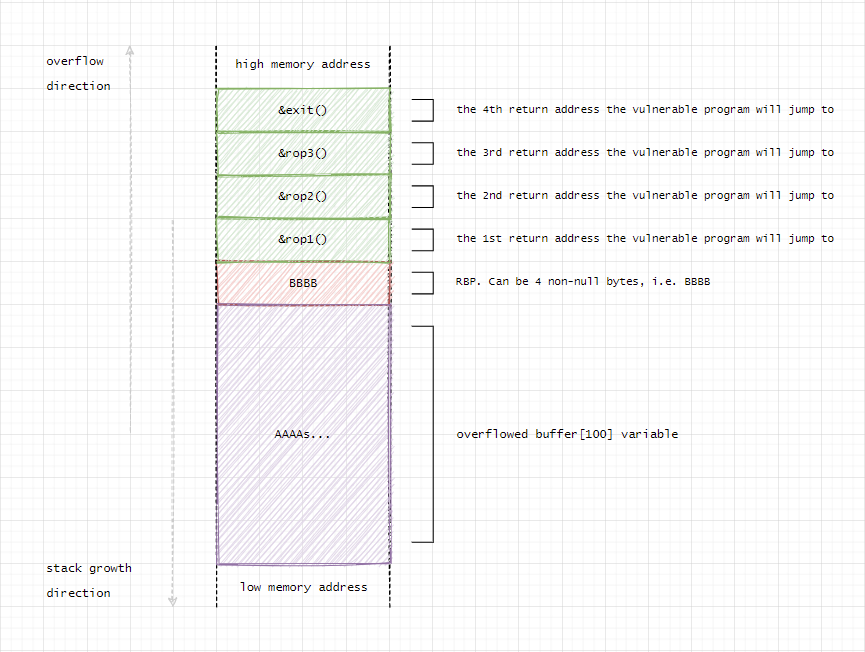 overflow
direction
high memory address
&exit()
the 4th return address the vulnerable program will jump to
&rop3()
the 3rd return address the vulnerable program will jump to
&rop2()
the 2nd return address the vulnerable program will jump to
&rop1()
the 1st return address the vulnerable program will jump to
BBBB
RBP. Can be 4 non-null bytes, i.e. BBBB
AAAAs...
overflowed buffer[100] variable
stack growth
direction
low memory address